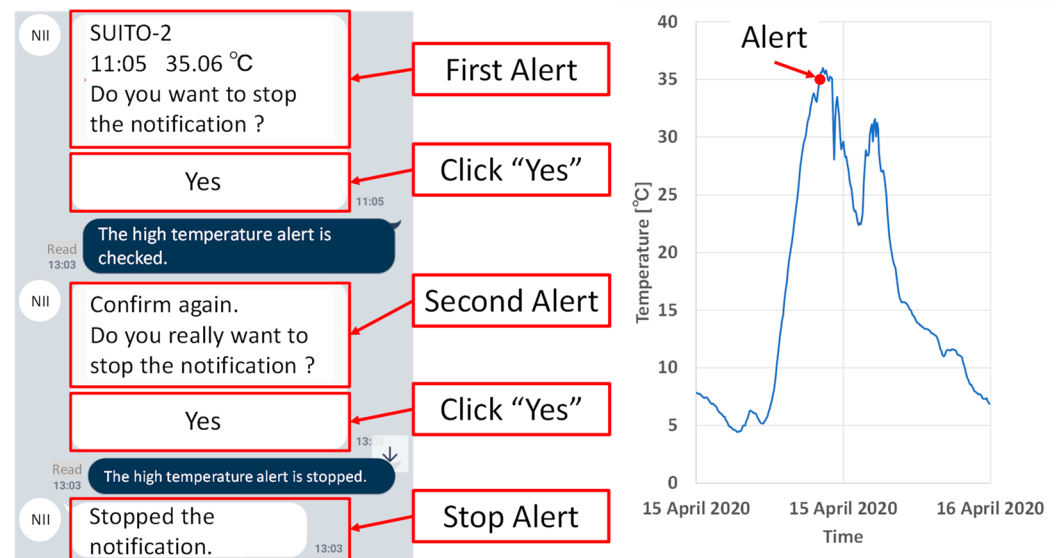 NII
SUITO-2
11:05 35.06 ℃
Do you want to stop
the notification ?
First Alert
Yes
11:05
Click “Yes”
The high temperature alert is
checked.
Read
13:03
NII
Confirm again.
Do you really want to
stop the notification ?
Second Alert
Yes
Click “Yes”
The high temperature alert is stopped.
Read
13:03
NII
Stopped the
notification.
13:03
Stop Alert
Alert
40
35
30
25
20
15
10
5
0
Temperature [℃]
15 April 2020
15 April 2020
16 April 2020
Time